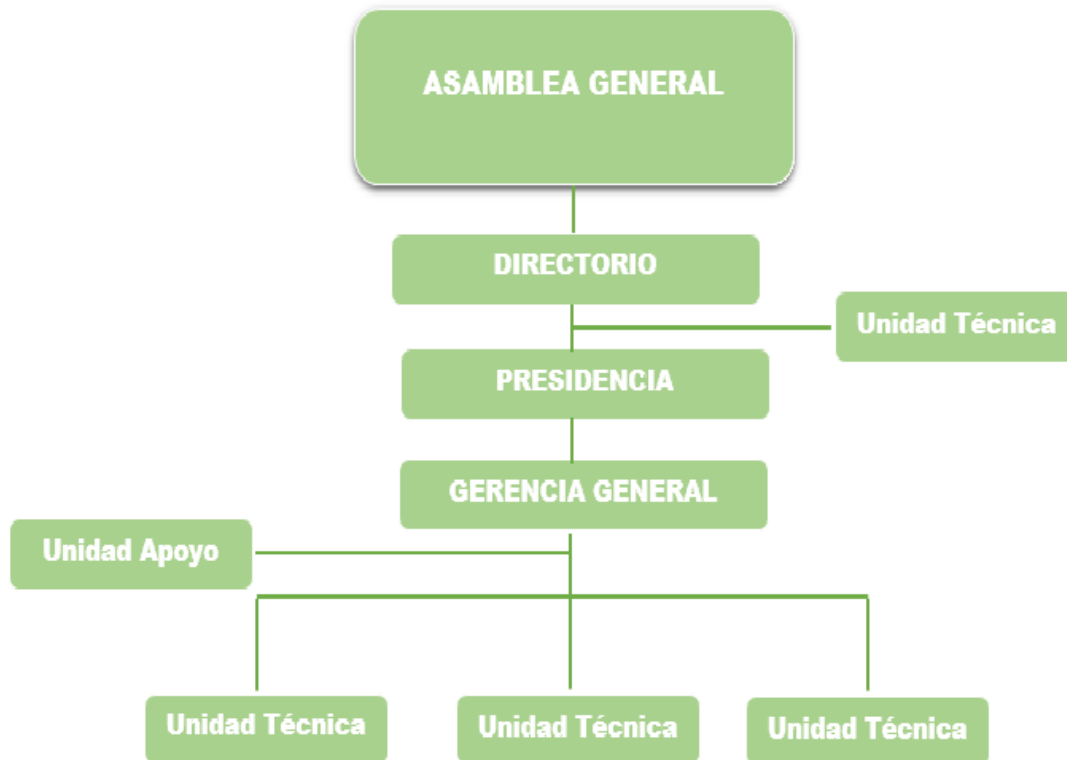 ASAMBLEA GENERAL
DIRECTORIO
Unidad Técnica
PRESIDENCIA
GERENCIA GENERAL
Unidad Apoyo
Unidad Técnica
Unidad Técnica
Unidad Técnica